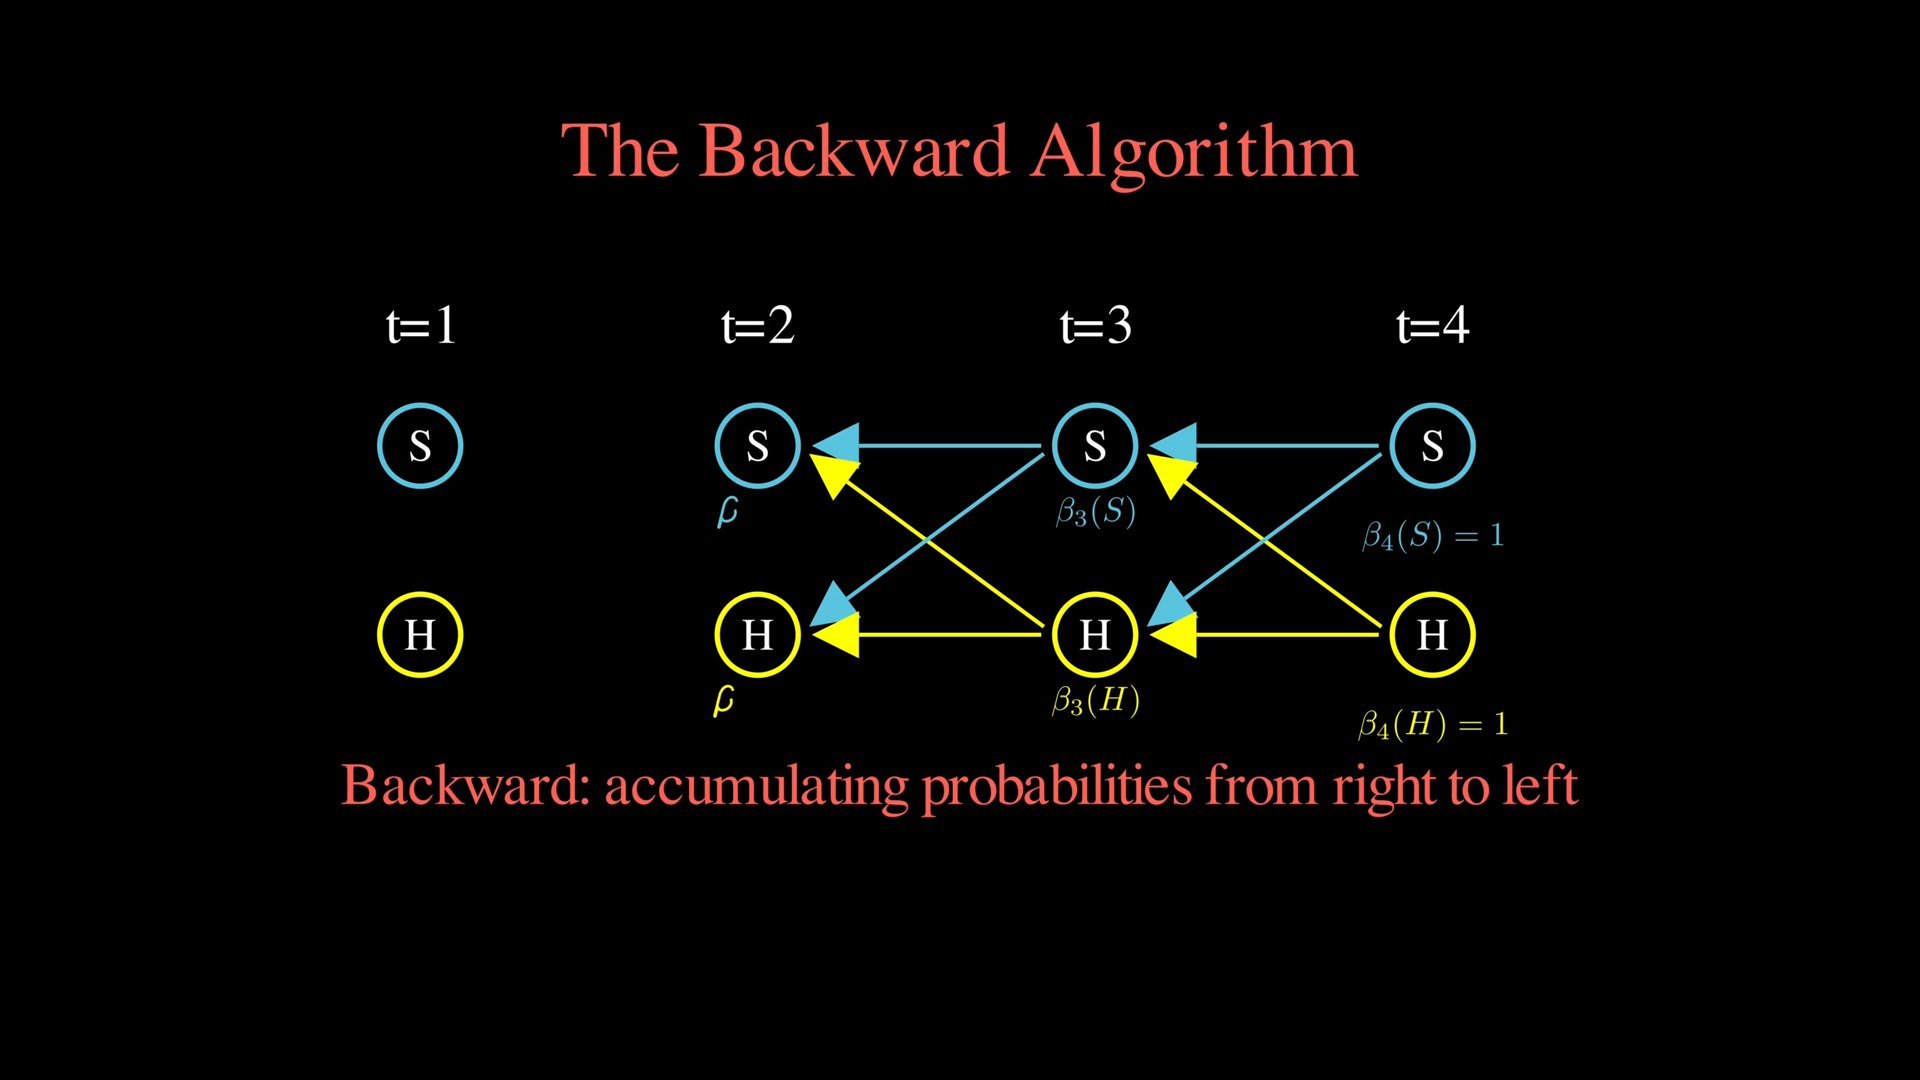 The Backward Algorithm
t=1 t=2 t=3 t=4
S S S S
β₃(S) β₄(S) = 1
H H H H
β₃(H) β₄(H) = 1
Backward: accumulating probabilities from right to left